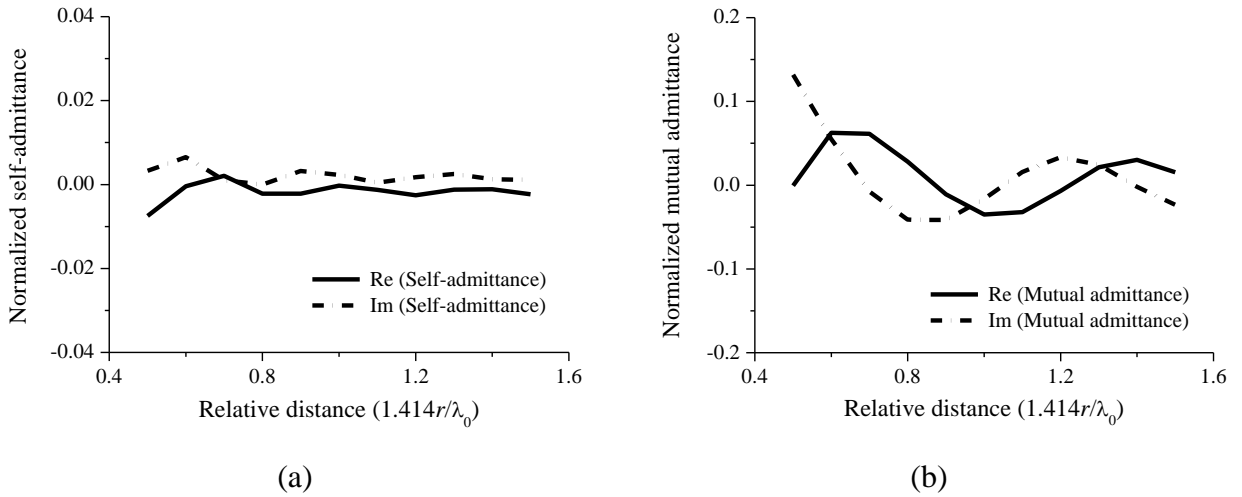 0.04
0.02
0.00
-0.02
-0.04
Normalized self-admittance
Re (Self-admittance)
Im (Self-admittance)
0.4 0.8 1.2 1.6
Relative distance (1.414r/λ₀)
(a)
0.2
0.1
0.0
-0.1
-0.2
Normalized mutual admittance
Re (Mutual admittance)
Im (Mutual admittance)
0.4 0.8 1.2 1.6
Relative distance (1.414r/λ₀)
(b)